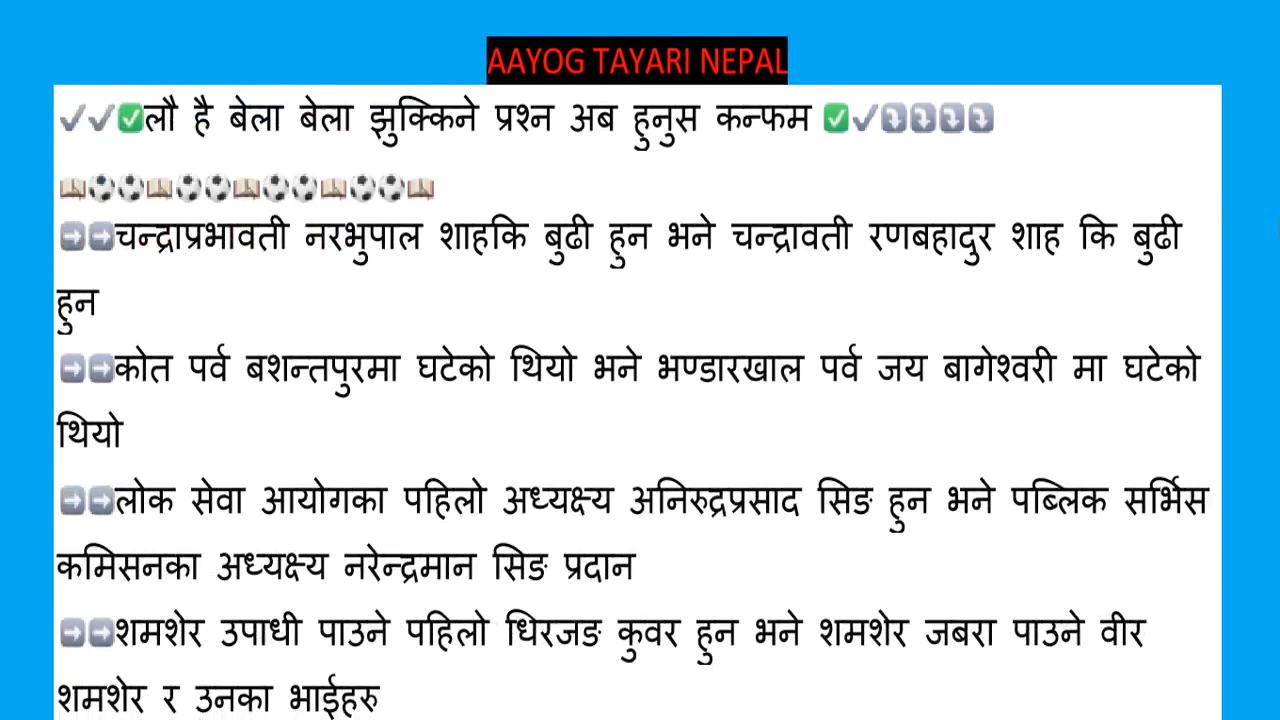 AAYOG TAYARI NEPAL
✔✔✅लौ है बेला बेला झुक्किने प्रश्न अब हुनुस कन्फम ✅✔⤵⤵⤵⤵
📖⚽⚽📖⚽⚽📖⚽⚽📖⚽⚽📖
➡➡चन्द्राप्रभावती नरभुपाल शाहकि बुढी हुन भने चन्द्रावती रणबहादुर शाह कि बुढी
हुन
➡➡कोत पर्व बशन्तपुरमा घटेको थियो भने भण्डारखाल पर्व जय बागेश्वरी मा घटेको
थियो
➡➡लोक सेवा आयोगका पहिलो अध्यक्ष्य अनिरुद्रप्रसाद सिङ हुन भने पब्लिक सर्भिस
कमिसनका अध्यक्ष्य नरेन्द्रमान सिङ प्रदान
➡➡शमशेर उपाधी पाउने पहिलो धिरजङ कुवर हुन भने शमशेर जबरा पाउने वीर
शमशेर र उनका भाईहरु